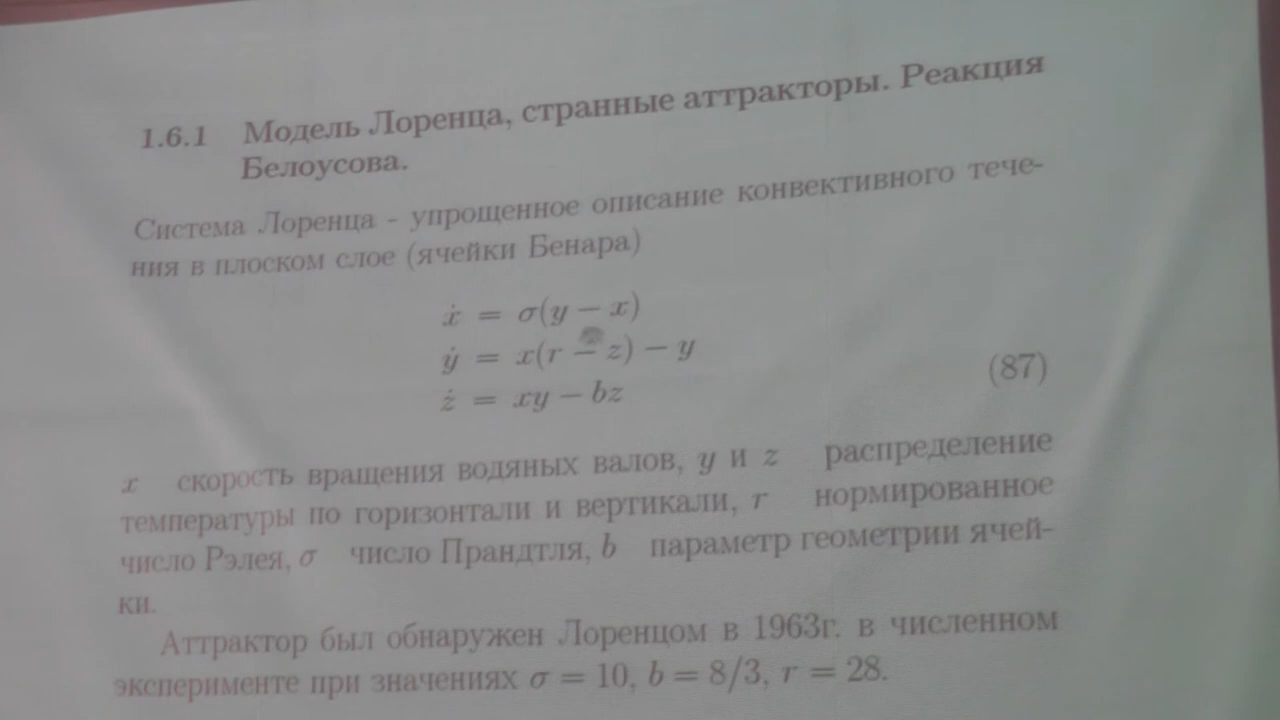 1.6.1 Модель Лоренца, странные аттракторы. Реакция
Белоусова.
Система Лоренца - упрощенное описание конвективного тече-
ния в плоском слое (ячейки Бенара)
ẋ = σ(y − x)
ẏ = x(r − z) − y
ż = xy − bz
(87)
x скорость вращения водяных валов, y и z распределение
температуры по горизонтали и вертикали, r нормированное
число Рэлея, σ число Прандтля, b параметр геометрии ячей-
ки.
Аттрактор был обнаружен Лоренцом в 1963г. в численном
эксперименте при значениях σ = 10, b = 8/3, r = 28.